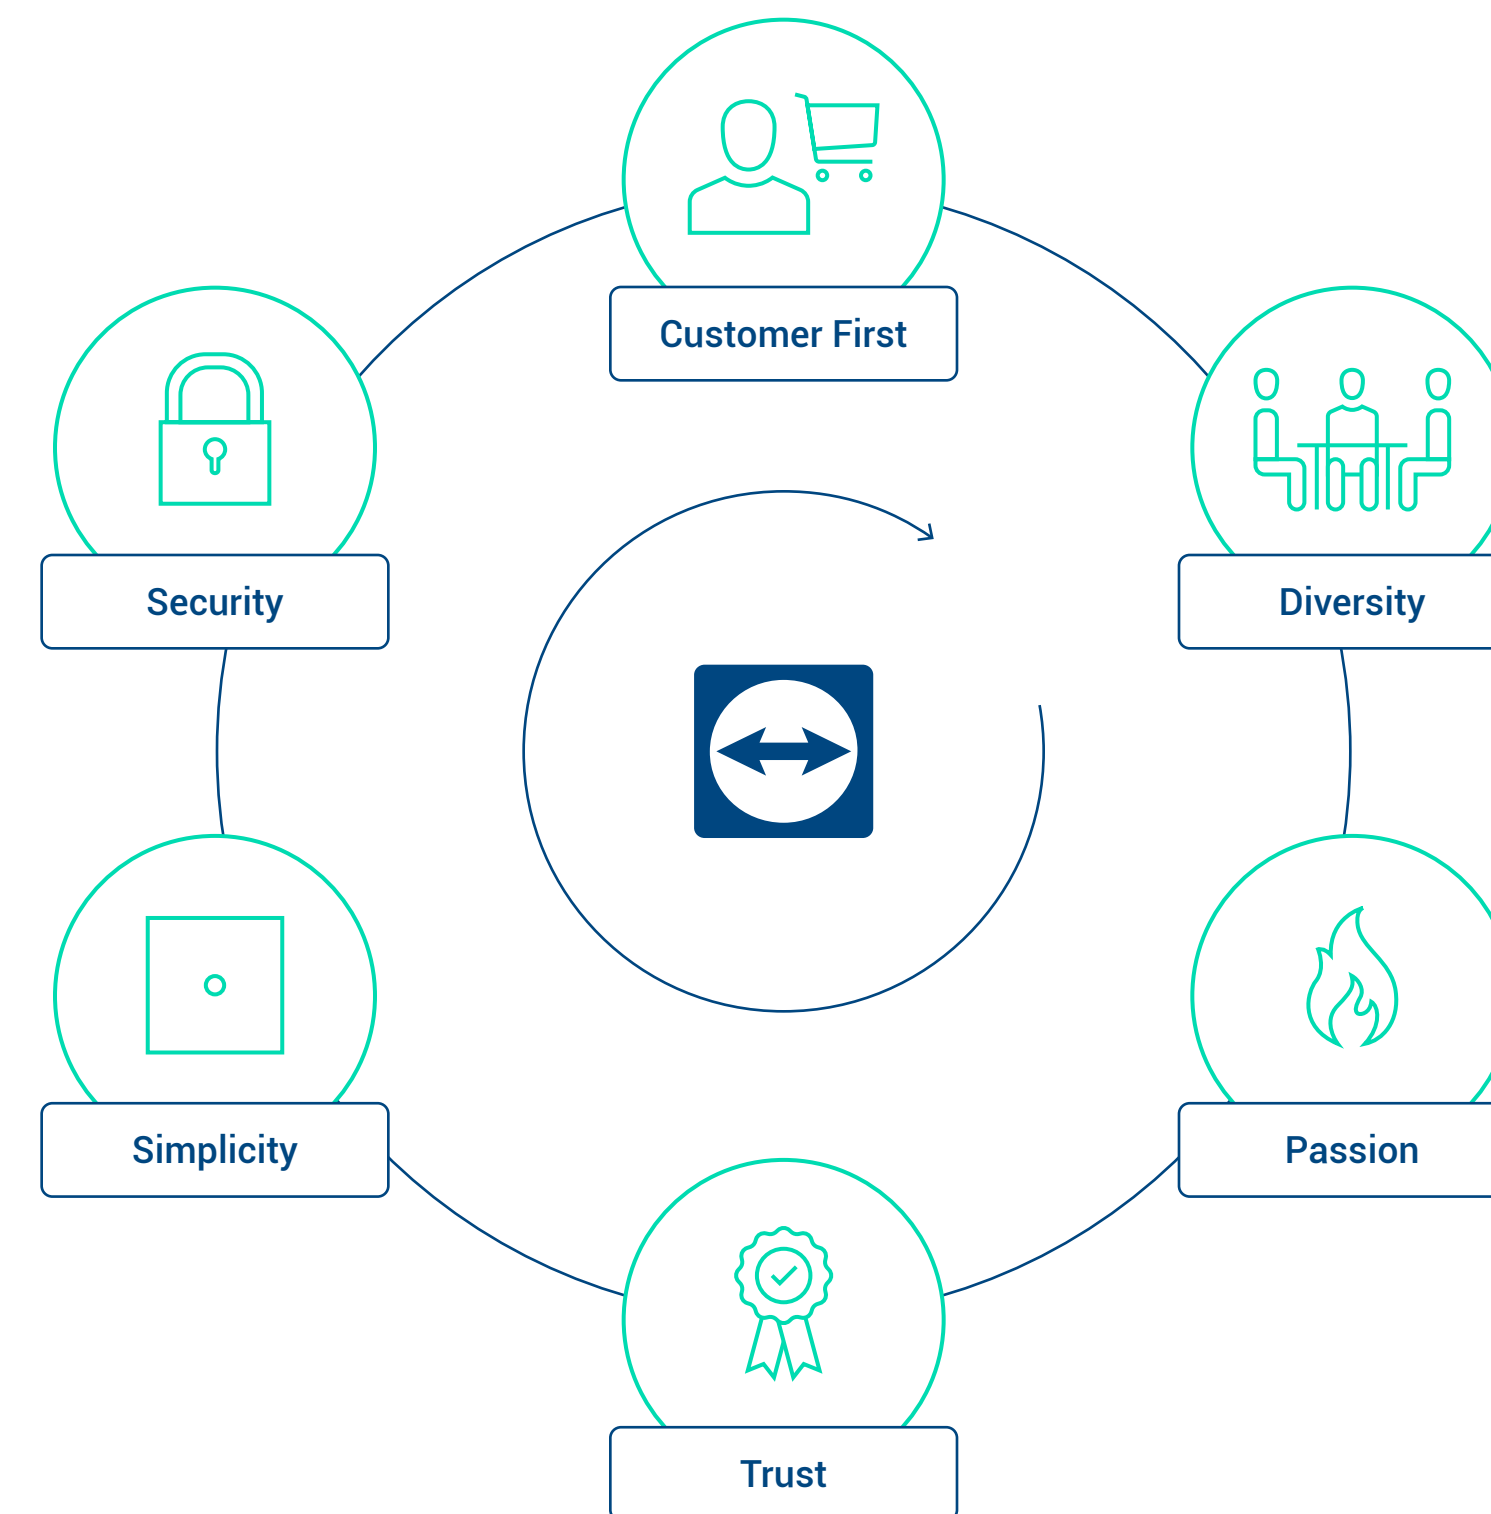 Customer First
Security
Diversity
Simplicity
Passion
Trust